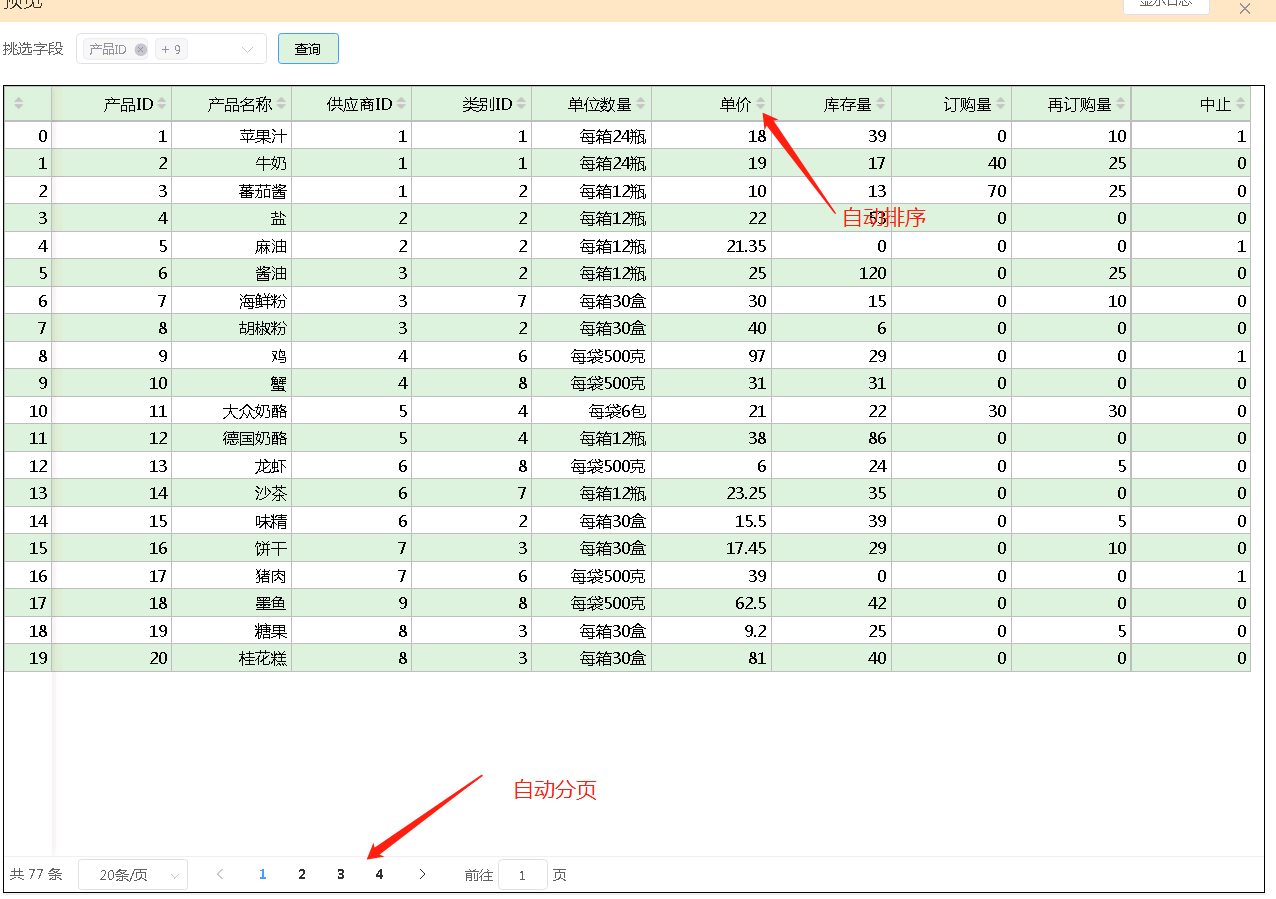 预览
显示日志
挑选字段 产品ID + 9 查询
产品ID 产品名称 供应商ID 类别ID 单位数量 单价 库存量 订购量 再订购量 中止
0 1 苹果汁 1 1 每箱24瓶 18 39 0 10 1
1 2 牛奶 1 1 每箱24瓶 19 17 40 25 0
2 3 蕃茄酱 1 2 每箱12瓶 10 13 70 25 0
3 4 盐 2 2 每箱12瓶 22 53 0 0 0
自动排序
4 5 麻油 2 2 每箱12瓶 21.35 0 0 0 1
5 6 酱油 3 2 每箱12瓶 25 120 0 25 0
6 7 海鲜粉 3 7 每箱30盒 30 15 0 10 0
7 8 胡椒粉 3 2 每箱30盒 40 6 0 0 0
8 9 鸡 4 6 每袋500克 97 29 0 0 1
9 10 蟹 4 8 每袋500克 31 31 0 0 0
10 11 大众奶酪 5 4 每袋6包 21 22 30 30 0
11 12 德国奶酪 5 4 每箱12瓶 38 86 0 0 0
12 13 龙虾 6 8 每袋500克 6 24 0 5 0
13 14 沙茶 6 7 每箱12瓶 23.25 35 0 0 0
14 15 味精 6 2 每箱30盒 15.5 39 0 5 0
15 16 饼干 7 3 每箱30盒 17.45 29 0 10 0
16 17 猪肉 7 6 每袋500克 39 0 0 0 1
17 18 墨鱼 9 8 每袋500克 62.5 42 0 0 0
18 19 糖果 8 3 每箱30盒 9.2 25 0 5 0
19 20 桂花糕 8 3 每箱30盒 81 40 0 0 0
自动分页
共 77 条 20条/页 1 2 3 4 前往 1 页